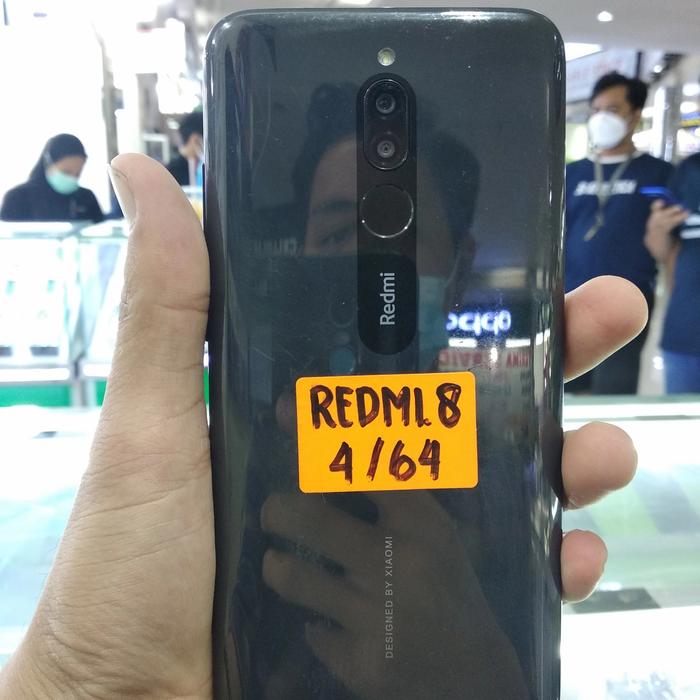 Redmi
REDMI.8
4/64
DESIGNED BY XIAOMI